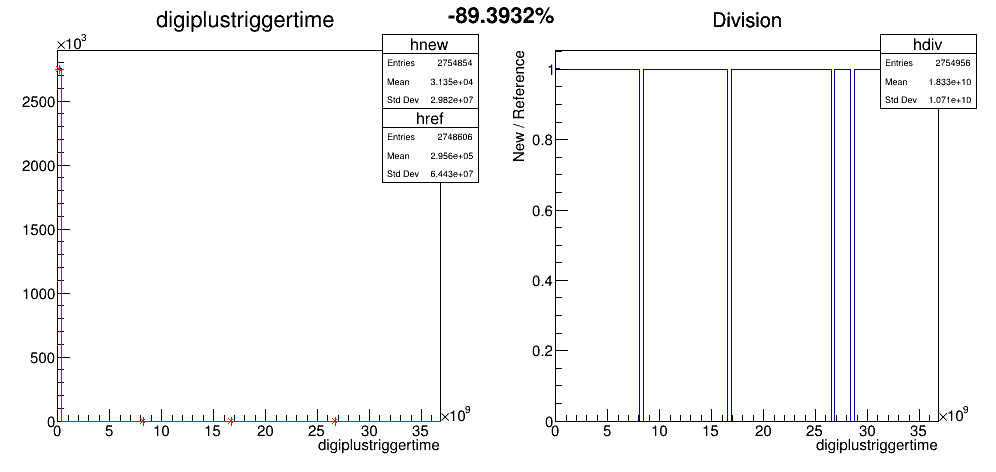 digiplustriggertime
-89.3932%
Division
×10³
hnew
Entries 2754854
Mean 3.135e+04
Std Dev 2.982e+07
href
Entries 2748606
Mean 2.956e+05
Std Dev 6.443e+07
2500
2000
1500
1000
500
0
0 5 10 15 20 25 30 35
×10⁹
digiplustriggertime
hdiv
Entries 2754956
Mean 1.833e+10
Std Dev 1.071e+10
New / Reference
1
0.8
0.6
0.4
0.2
0
0 5 10 15 20 25 30 35
×10⁹
digiplustriggertime